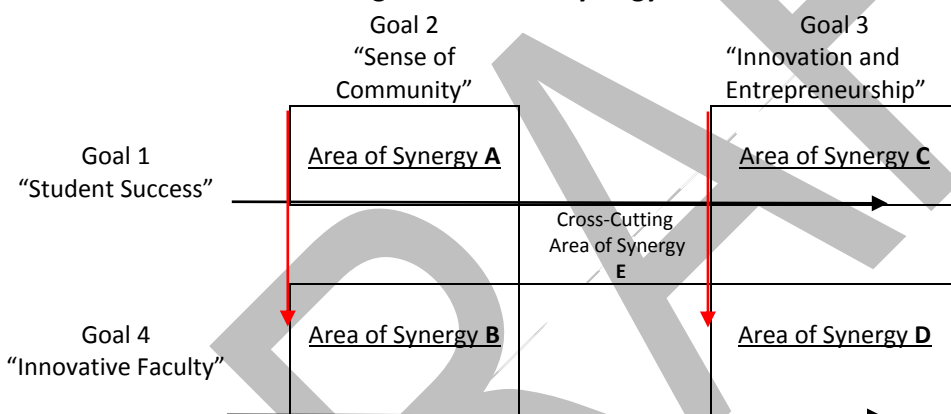 Goal 2
“Sense of
Community”
Goal 3
“Innovation and
Entrepreneurship”
Goal 1
“Student Success”
Area of Synergy A
Area of Synergy C
Cross-Cutting
Area of Synergy
E
Goal 4
“Innovative Faculty”
Area of Synergy B
Area of Synergy D